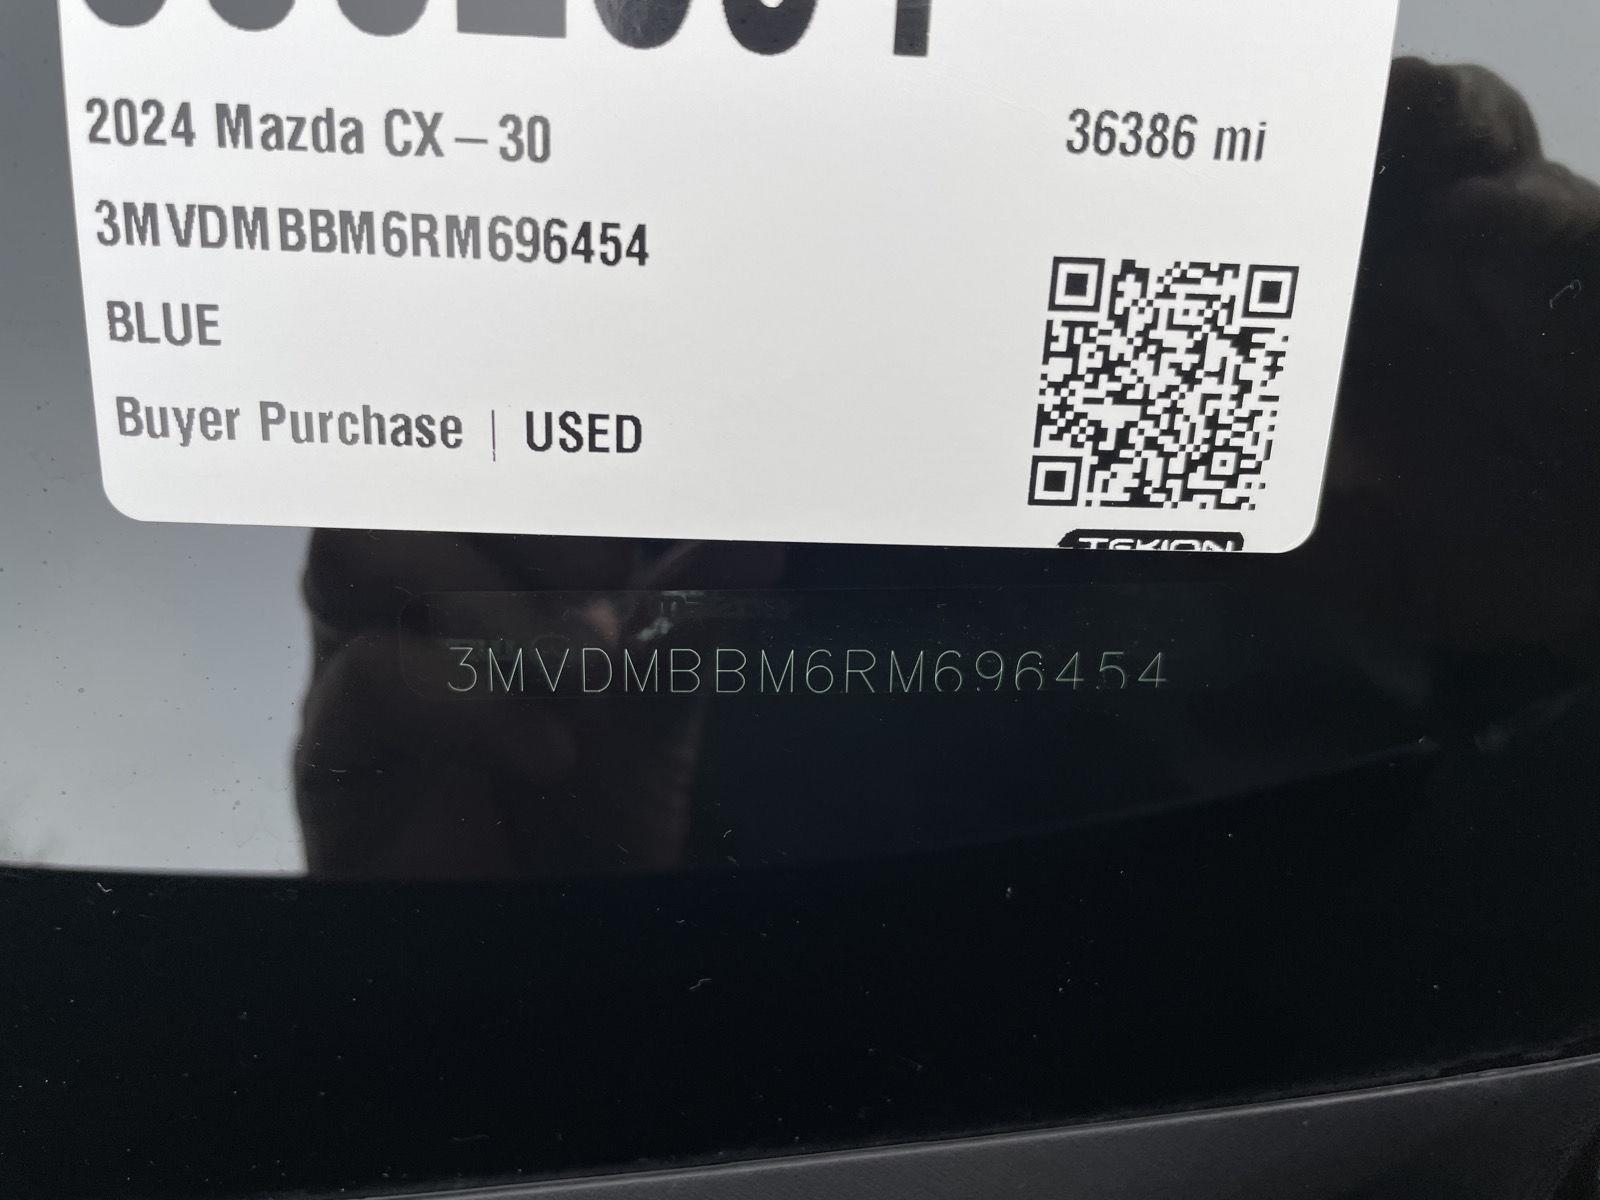 2024 Mazda CX-30
36386 mi
3MVDMBBM6RM696454
BLUE
Buyer Purchase | USED
TEKION
3MVDMBBM6RM696454